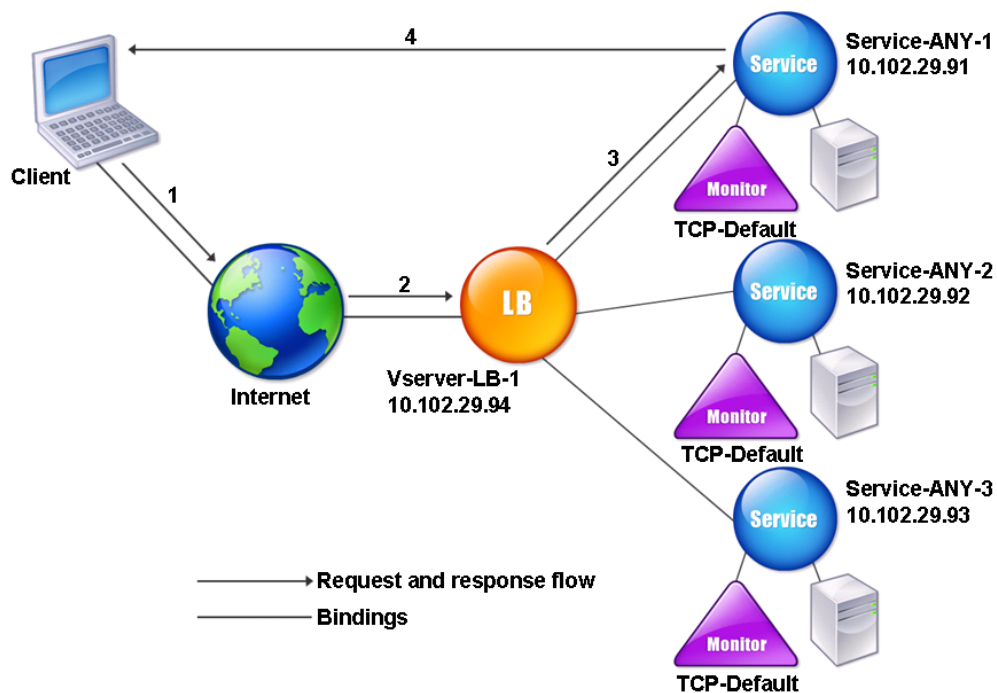 4
Service-ANY-1
10.102.29.91
Service
Client
1
3
Monitor
TCP-Default
2
LB
Internet
Vserver-LB-1
10.102.29.94
Service-ANY-2
10.102.29.92
Service
Monitor
TCP-Default
Service-ANY-3
10.102.29.93
Service
Monitor
TCP-Default
Request and response flow
Bindings